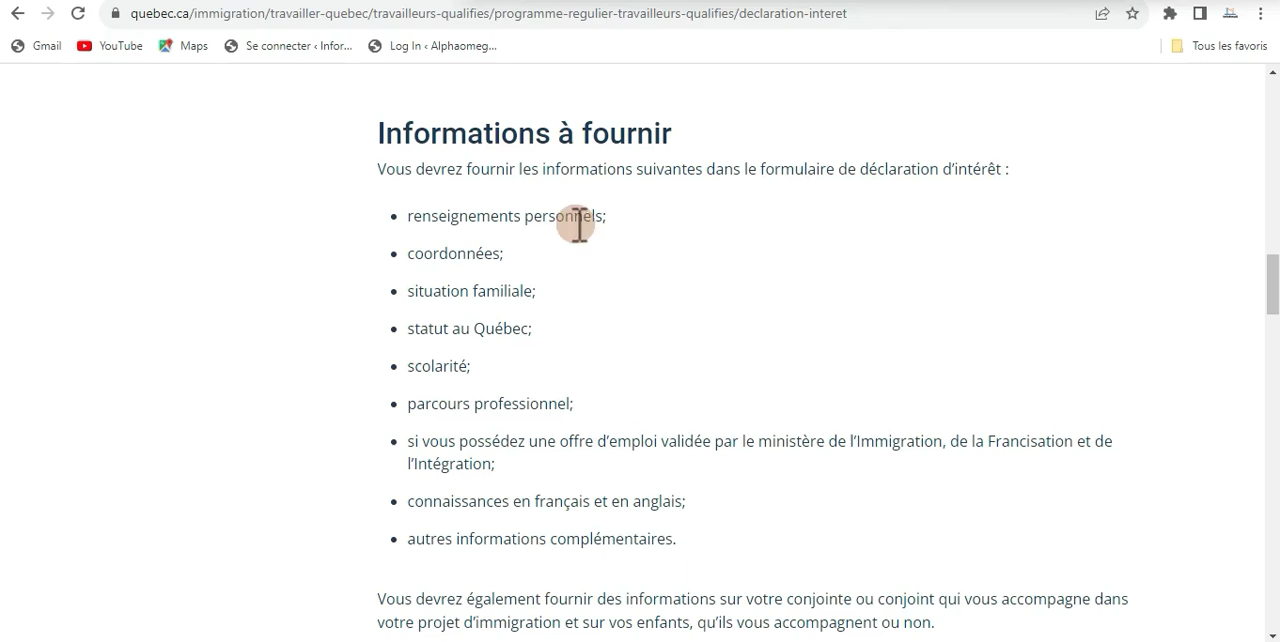 quebec.ca/immigration/travailler-quebec/travailleurs-qualifies/programme-regulier-travailleurs-qualifies/declaration-interet
Gmail YouTube Maps Se connecter ‹ Infor... Log In ‹ Alphaomeg... Tous les favoris
Informations à fournir
Vous devrez fournir les informations suivantes dans le formulaire de déclaration d’intérêt :
• renseignements personnels;
• coordonnées;
• situation familiale;
• statut au Québec;
• scolarité;
• parcours professionnel;
• si vous possédez une offre d’emploi validée par le ministère de l’Immigration, de la Francisation et de
l’Intégration;
• connaissances en français et en anglais;
• autres informations complémentaires.
Vous devrez également fournir des informations sur votre conjointe ou conjoint qui vous accompagne dans
votre projet d’immigration et sur vos enfants, qu’ils vous accompagnent ou non.